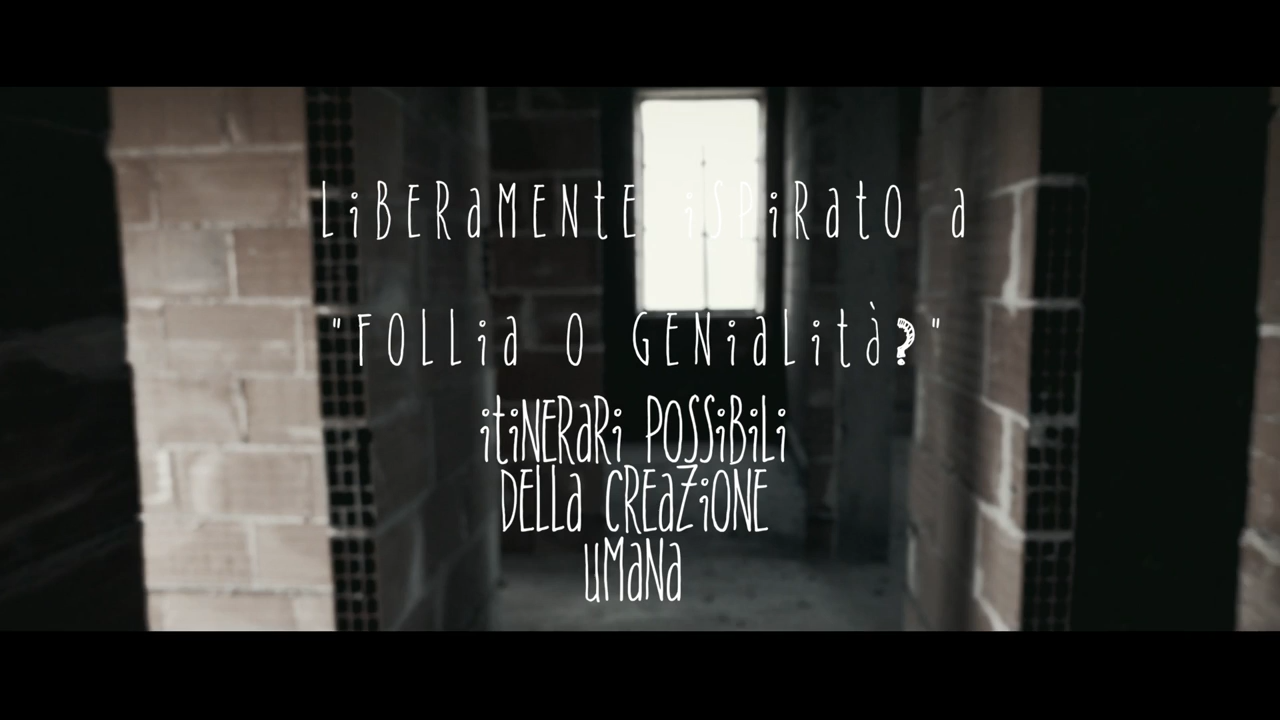 LiBERaMENtE iSPiRatO a
"FOLLia O GENiaLità?"
itiNERaRi POSSiBiLi
DELLa CREaZiONE
uMaNa